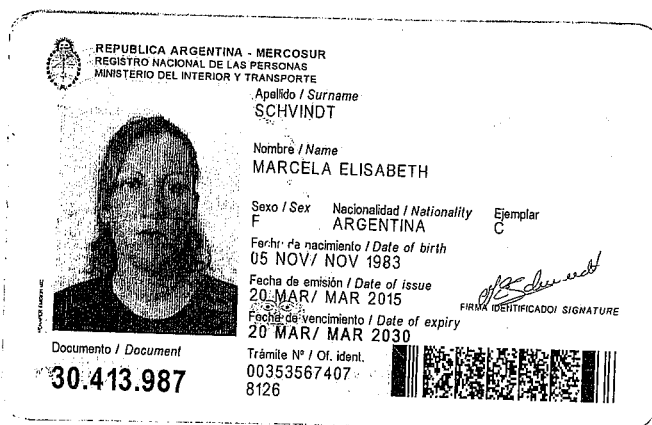 REPUBLICA ARGENTINA - MERCOSUR
REGISTRO NACIONAL DE LAS PERSONAS
MINISTERIO DEL INTERIOR Y TRANSPORTE
Apellido / Surname
SCHVINDT
Nombre / Name
MARCELA ELISABETH
Sexo / Sex Nacionalidad / Nationality Ejemplar
F ARGENTINA C
Fecha de nacimiento / Date of birth
05 NOV/ NOV 1983
Fecha de emisión / Date of issue
20 MAR/ MAR 2015
FIRMA IDENTIFICADO/ SIGNATURE
Fecha de vencimiento / Date of expiry
20 MAR/ MAR 2030
Documento / Document
30.413.987
Trámite Nº / Of. ident.
00353567407
8126